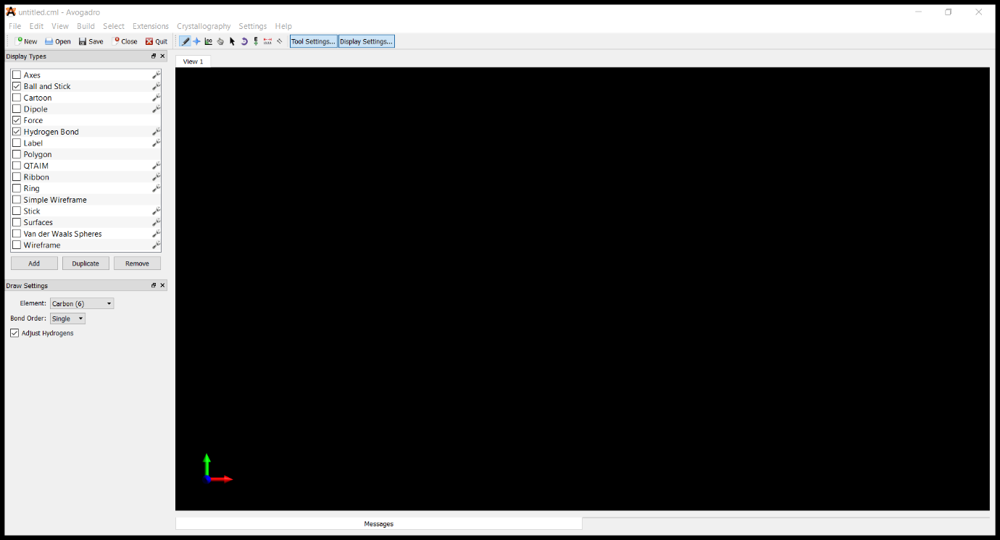 untitled.cml - Avogadro
File Edit View Build Select Extensions Crystallography Settings Help
New Open Save Close Quit Tool Settings... Display Settings...
Display Types
View 1
Axes
Ball and Stick
Cartoon
Dipole
Force
Hydrogen Bond
Label
Polygon
QTAIM
Ribbon
Ring
Simple Wireframe
Stick
Surfaces
Van der Waals Spheres
Wireframe
Add Duplicate Remove
Draw Settings
Element: Carbon (6)
Bond Order: Single
Adjust Hydrogens
Messages